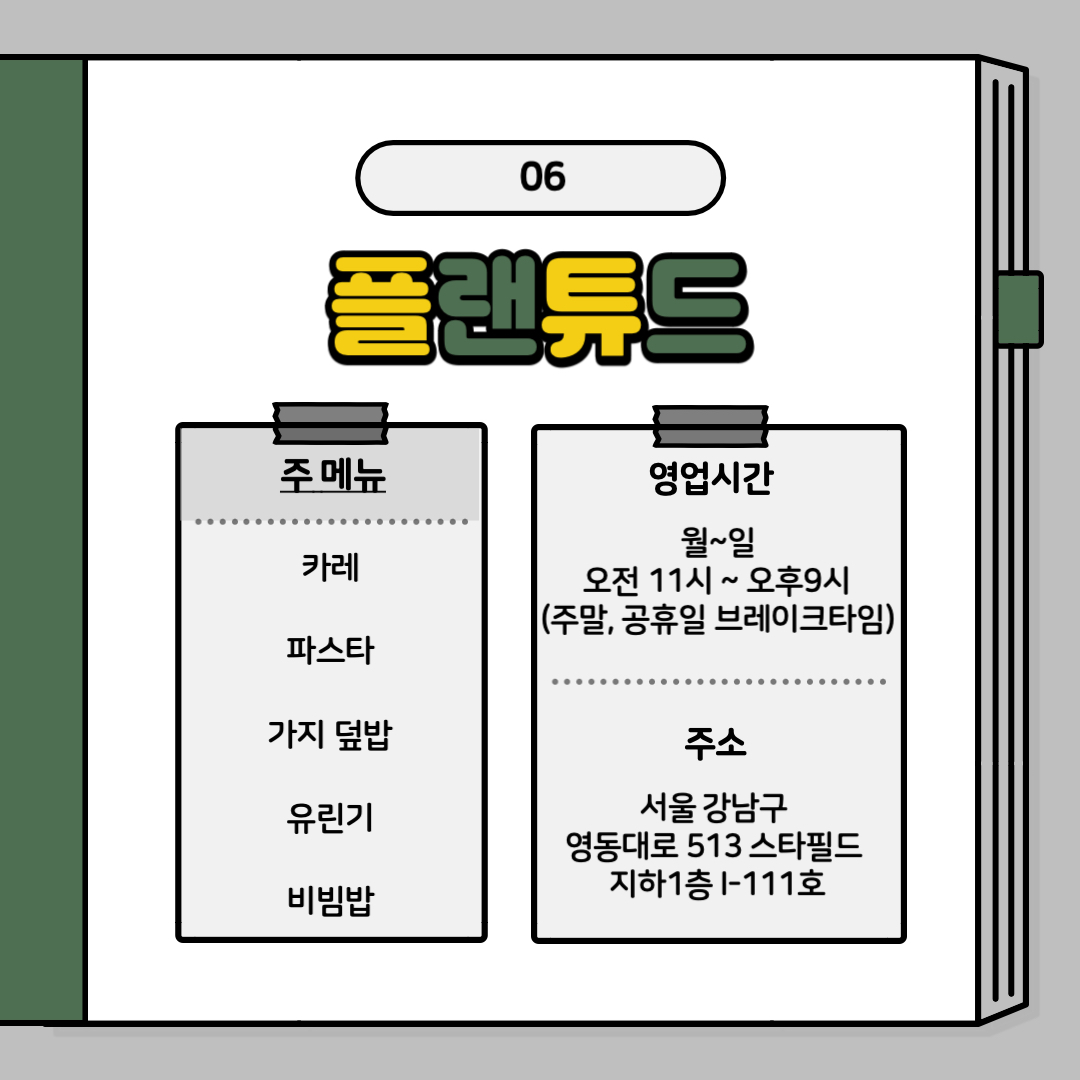 06
플랜튜드
주 메뉴
카레
파스타
가지 덮밥
유린기
비빔밥
영업시간
월~일
오전 11시 ~ 오후9시
(주말, 공휴일 브레이크타임)
주소
서울 강남구
영동대로 513 스타필드
지하1층 I-111호